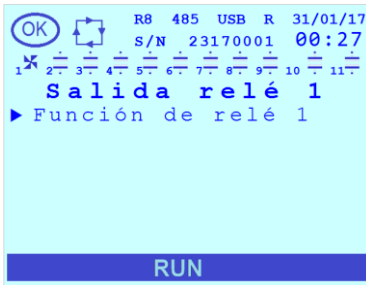 OK R8 485 USB R 31/01/17
S/N 23170001 00:27
1 2 3 4 5 6 7 8 9 10 11
Salida relé 1
Función de relé 1
RUN